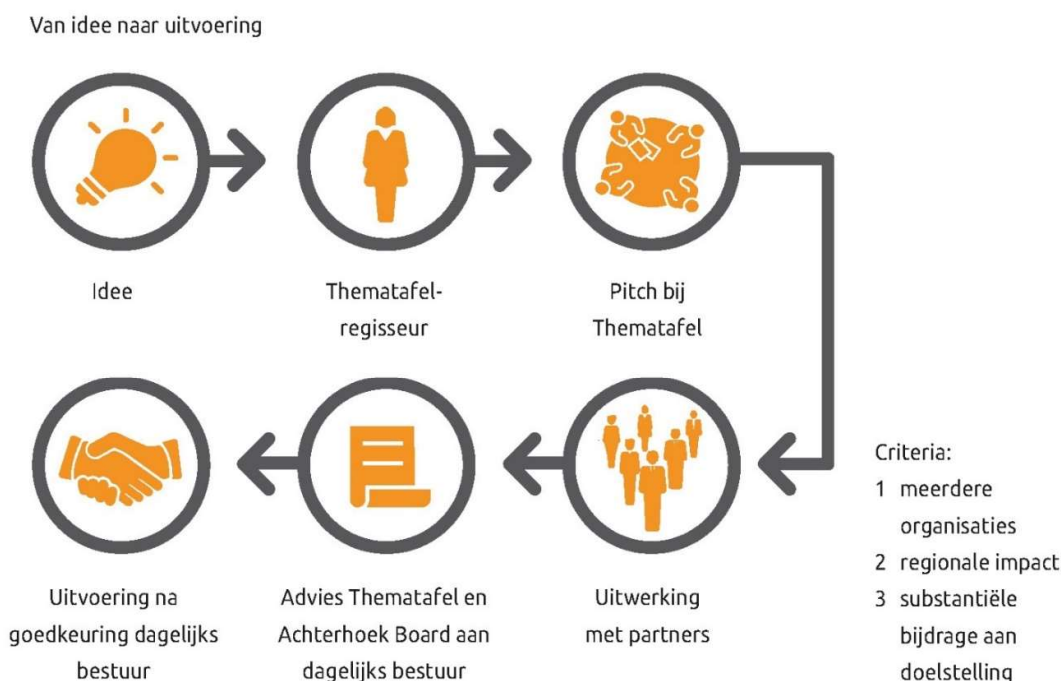 Van idee naar uitvoering
Idee
Thematafel-
regisseur
Pitch bij
Thematafel
Uitvoering na
goedkeuring dagelijks
bestuur
Advies Thematafel en
Achterhoek Board aan
dagelijks bestuur
Uitwerking
met partners
Criteria:
1 meerdere
organisaties
2 regionale impact
3 substantiële
bijdrage aan
doelstelling